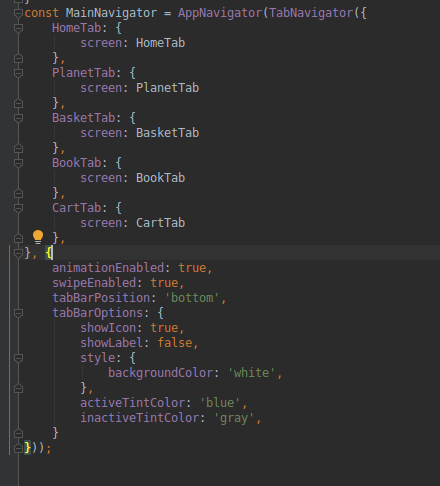 const MainNavigator = AppNavigator(TabNavigator({
    HomeTab: {
        screen: HomeTab
    },
    PlanetTab: {
        screen: PlanetTab
    },
    BasketTab: {
        screen: BasketTab
    },
    BookTab: {
        screen: BookTab
    },
    CartTab: {
        screen: CartTab
    },
}, {
    animationEnabled: true,
    swipeEnabled: true,
    tabBarPosition: 'bottom',
    tabBarOptions: {
        showIcon: true,
        showLabel: false,
        style: {
            backgroundColor: 'white',
        },
        activeTintColor: 'blue',
        inactiveTintColor: 'gray',
    }
}));